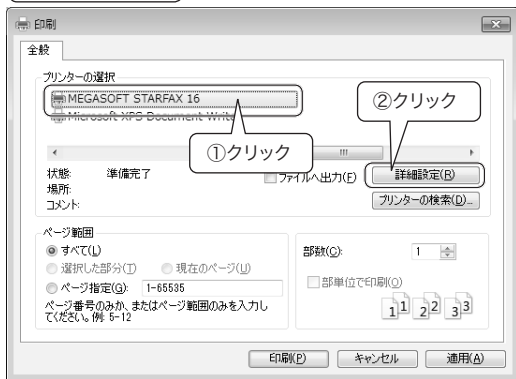 印刷
全般
プリンターの選択
MEGASOFT STARFAX 16
Microsoft XPS Document Write
①クリック
②クリック
状態: 準備完了
場所:
コメント:
ファイルへ出力(F)
詳細設定(R)
プリンターの検索(D)...
ページ範囲
すべて(L)
選択した部分(T) 現在のページ(U)
ページ指定(G): 1-65535
ページ番号のみか、またはページ範囲のみを入力し
てください。例: 5-12
部数(C): 1
部単位で印刷(O)
11 22 33
印刷(P) キャンセル 適用(A)